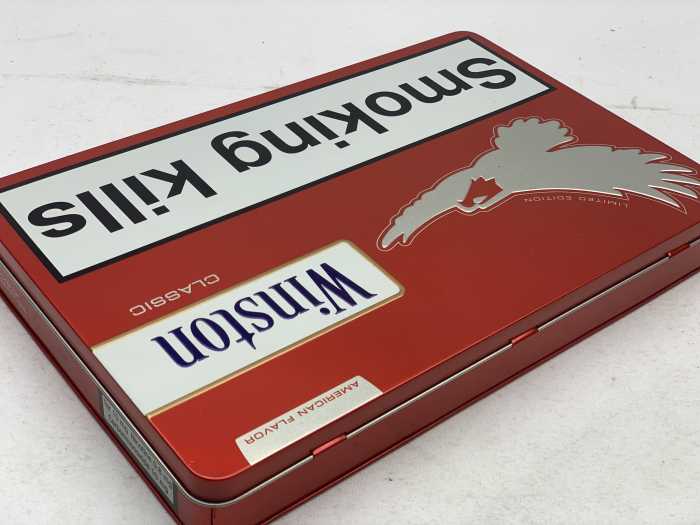 Smoking kills
LIMITED EDITION
CLASSIC
Winston
AMERICAN FLAVOR